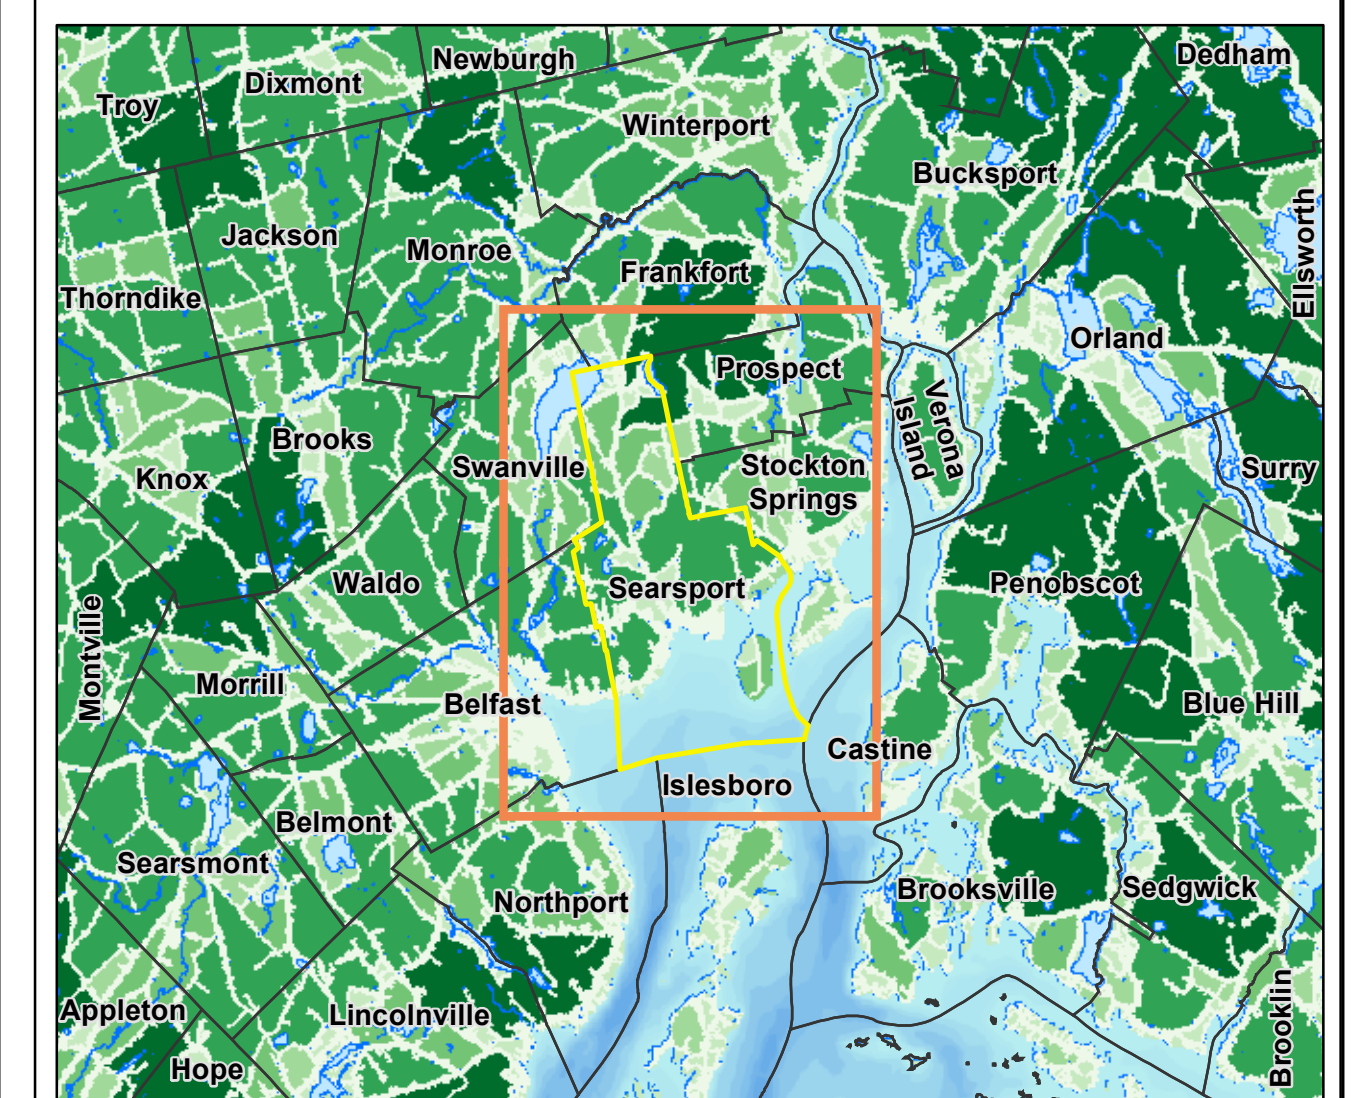 Newburgh
Dedham
Dixmont
Troy
Winterport
Bucksport
Ellsworth
Jackson
Monroe
Frankfort
Thorndike
Orland
Prospect
Verona
Island
Brooks
Swanville
Stockton
Springs
Surry
Knox
Waldo
Searsport
Penobscot
Montville
Morrill
Belfast
Blue Hill
Castine
Islesboro
Belmont
Searsmont
Northport
Brooksville
Sedgwick
Appleton
Lincolnville
Brooklin
Hope